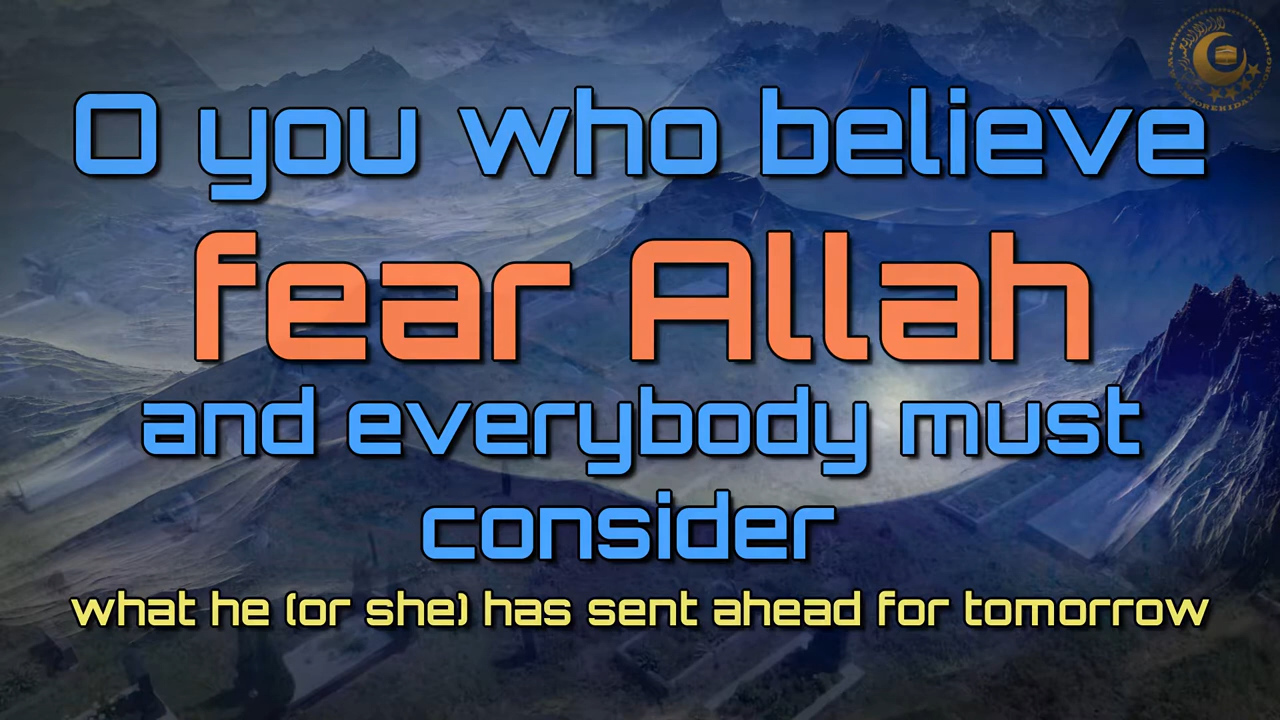 O you who believe
fear Allah
and everybody must
consider
what he (or she) has sent ahead for tomorrow